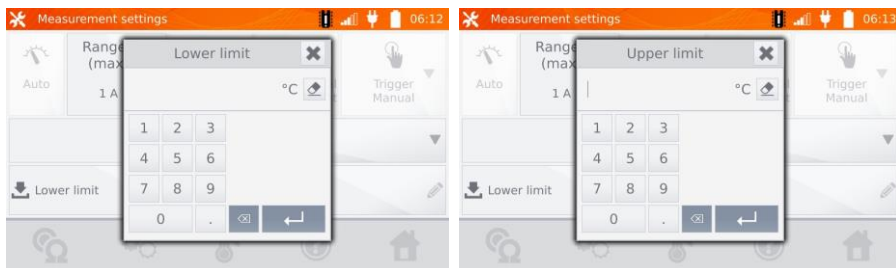 Measurement settings 06:12
Lower limit
Range
(max
Auto
1 A
°C
Trigger
Manual
1 2 3
4 5 6
7 8 9
0 .
Lower limit
Measurement settings 06:13
Upper limit
Range
(max
Auto
1 A
°C
Trigger
Manual
1 2 3
4 5 6
7 8 9
0 .
Lower limit